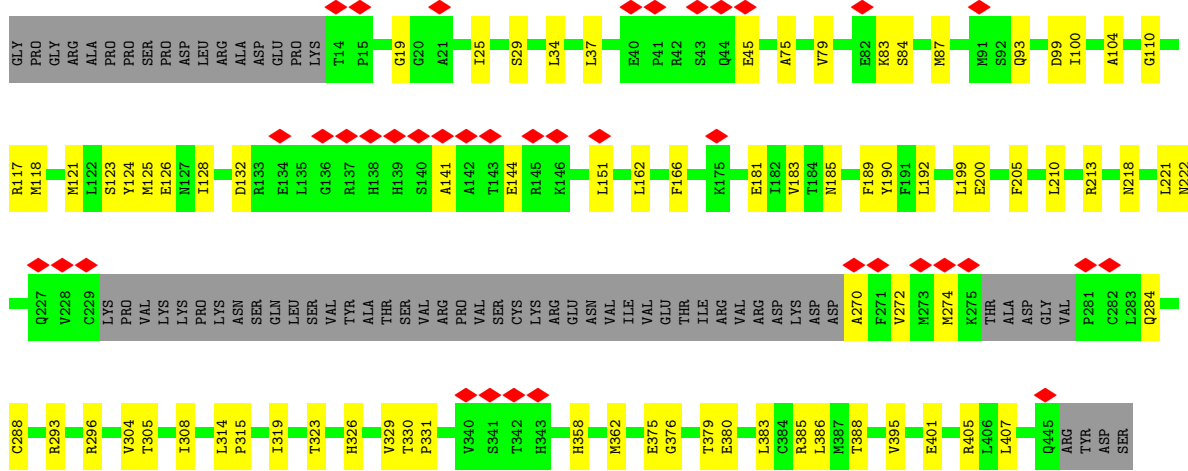 GLY PRO GLY ARG ALA PRO PRO SER PRO ASP LEU ARG ALA ASP GLU PRO LYS T14 P15 G19 G20 A21 I25 S29 L34 L37 E40 P41 R42 S43 Q44 E45 A75 V79 E82 K83 S84 M87 M91 S92 Q93 D99 I100 A104 G110
R117 M118 M121 L122 S123 Y124 M125 E126 N127 I128 D132 R133 E134 L135 G136 R137 H138 H139 S140 A141 A142 T143 E144 R145 K146 L151 L162 F166 K175 E181 I182 V183 T184 N185 F189 Y190 F191 L192 L199 E200 F205 L210 R213 N218 L221 N222
Q227 V228 C229 LYS PRO VAL LYS LYS PRO LYS ASN SER GLN LEU SER VAL TYR ALA THR SER VAL ARG PRO VAL SER CYS LYS ARG GLU ASN VAL ILE VAL GLU THR ILE ARG VAL ARG ASP LYS ASP ASP A270 F271 V272 M273 M274 K275 THR ALA ASP GLY VAL P281 C282 L283 Q284
C288 R293 R296 V304 T305 I308 L314 P315 I319 T323 H326 V329 T330 P331 V340 S341 T342 H343 H358 M362 E375 G376 T379 E380 L383 C384 R385 L386 M387 T388 V395 E401 R405 L406 L407 Q445 ARG TYR ASP SER